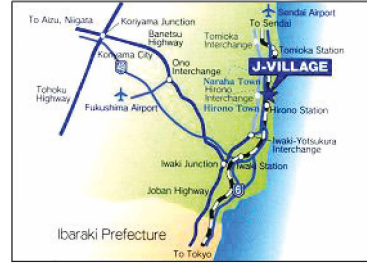 To Aizu, Niigata
Koriyama Junction
Sendai Airport
To Sendai
Banetsu
Highway
Tomioka
Interchange
Koriyama City
Tomioka Station
Ono
Interchange
J-VILLAGE
49
Naraha Town
Hirono
Interchange
Tohoku
Highway
Fukushima Airport
Hirono Town
Hirono Station
Iwaki-Yotsukura
Interchange
Iwaki Junction
Iwaki Station
Joban Highway
6
Ibaraki Prefecture
To Tokyo